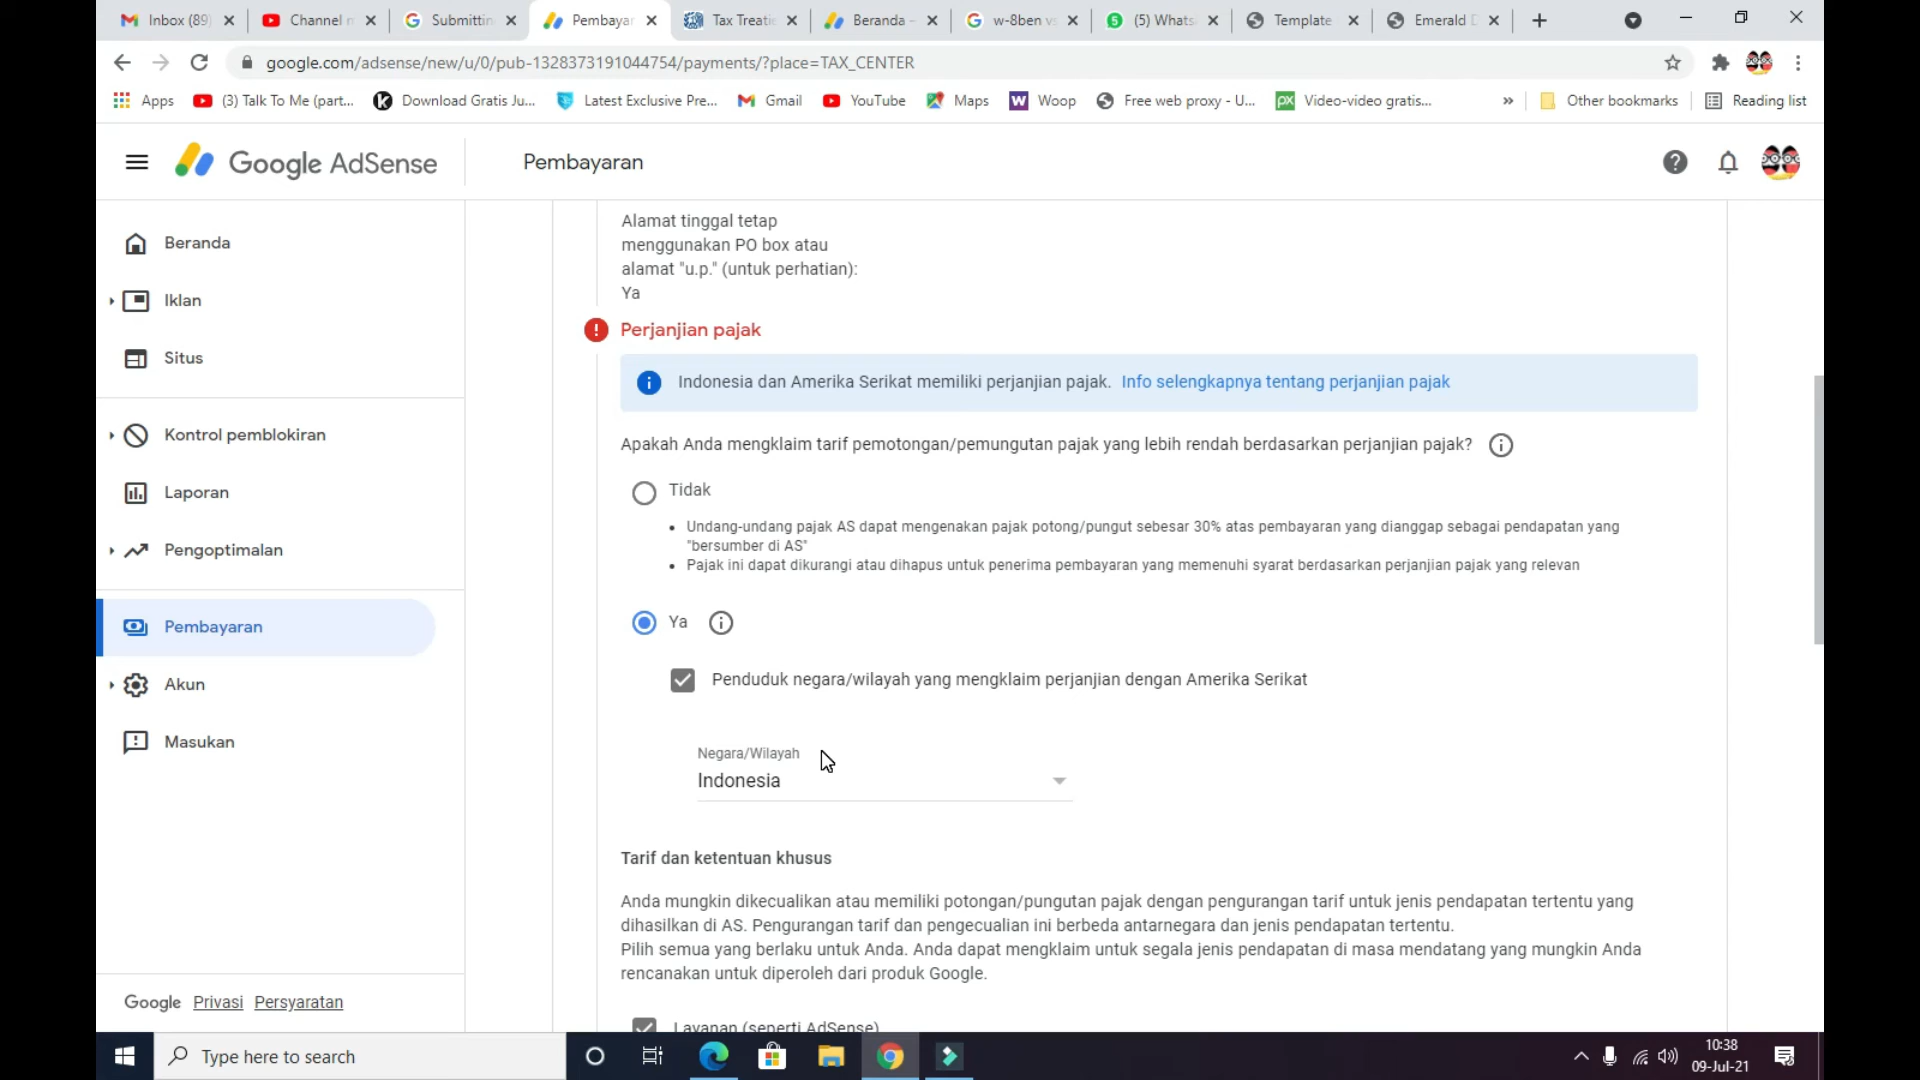 Inbox (89)
Channel
Submittin
Pembayar
Tax Treati
Beranda -
w-8ben vs
(5) Whats
Template
Emerald
google.com/adsense/new/u/0/pub-1328373191044754/payments/?place=TAX_CENTER
Apps
(3) Talk To Me (part...
Download Gratis Ju...
Latest Exclusive Pre...
Gmail
YouTube
Maps
Woop
Free web proxy - U...
Video-video gratis...
»
Other bookmarks
Reading list
Google AdSense
Pembayaran
Beranda
Iklan
Situs
Kontrol pemblokiran
Laporan
Pengoptimalan
Pembayaran
Akun
Masukan
Google Privasi Persyaratan
Alamat tinggal tetap
menggunakan PO box atau
alamat "u.p." (untuk perhatian):
Ya
Perjanjian pajak
Indonesia dan Amerika Serikat memiliki perjanjian pajak. Info selengkapnya tentang perjanjian pajak
Apakah Anda mengklaim tarif pemotongan/pemungutan pajak yang lebih rendah berdasarkan perjanjian pajak?
Tidak
• Undang-undang pajak AS dapat mengenakan pajak potong/pungut sebesar 30% atas pembayaran yang dianggap sebagai pendapatan yang
"bersumber di AS"
• Pajak ini dapat dikurangi atau dihapus untuk penerima pembayaran yang memenuhi syarat berdasarkan perjanjian pajak yang relevan
Ya
Penduduk negara/wilayah yang mengklaim perjanjian dengan Amerika Serikat
Negara/Wilayah
Indonesia
Tarif dan ketentuan khusus
Anda mungkin dikecualikan atau memiliki potongan/pungutan pajak dengan pengurangan tarif untuk jenis pendapatan tertentu yang
dihasilkan di AS. Pengurangan tarif dan pengecualian ini berbeda antarnegara dan jenis pendapatan tertentu.
Pilih semua yang berlaku untuk Anda. Anda dapat mengklaim untuk segala jenis pendapatan di masa mendatang yang mungkin Anda
rencanakan untuk diperoleh dari produk Google.
Layanan (seperti AdSense)
Type here to search
10:38
09-Jul-21